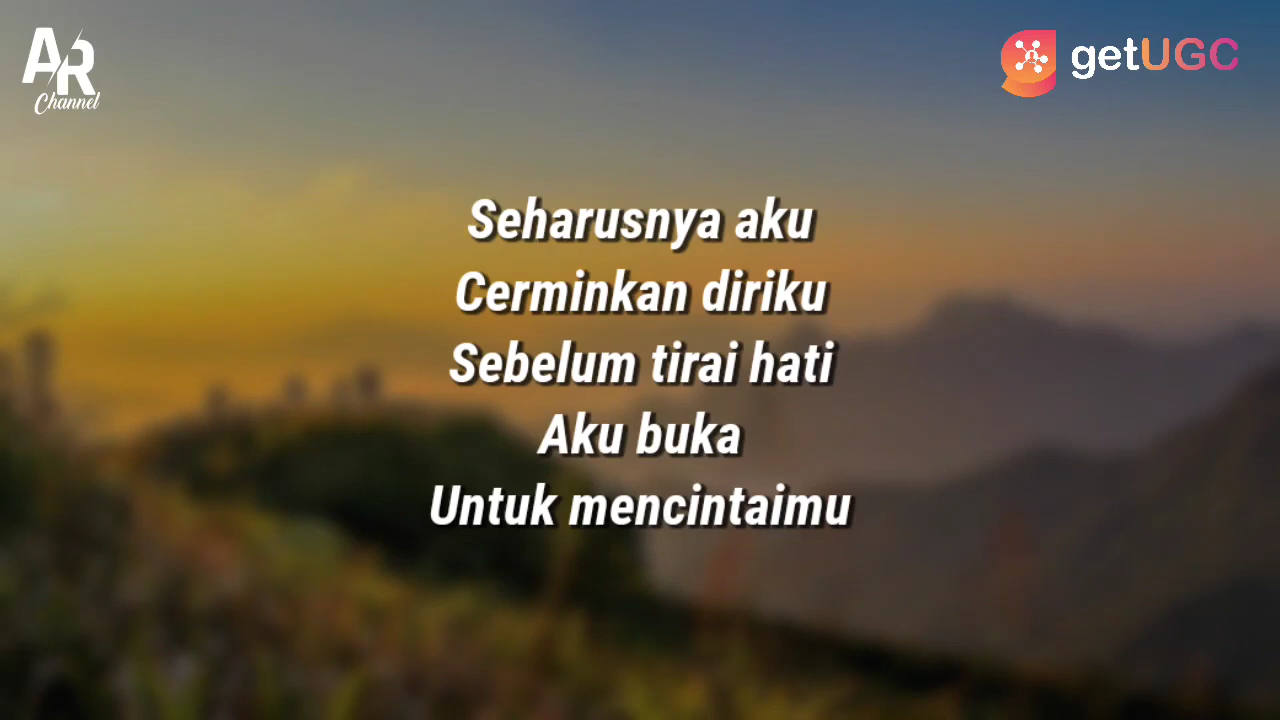 AR
Channel
getUGC
Seharusnya aku
Cerminkan diriku
Sebelum tirai hati
Aku buka
Untuk mencintaimu